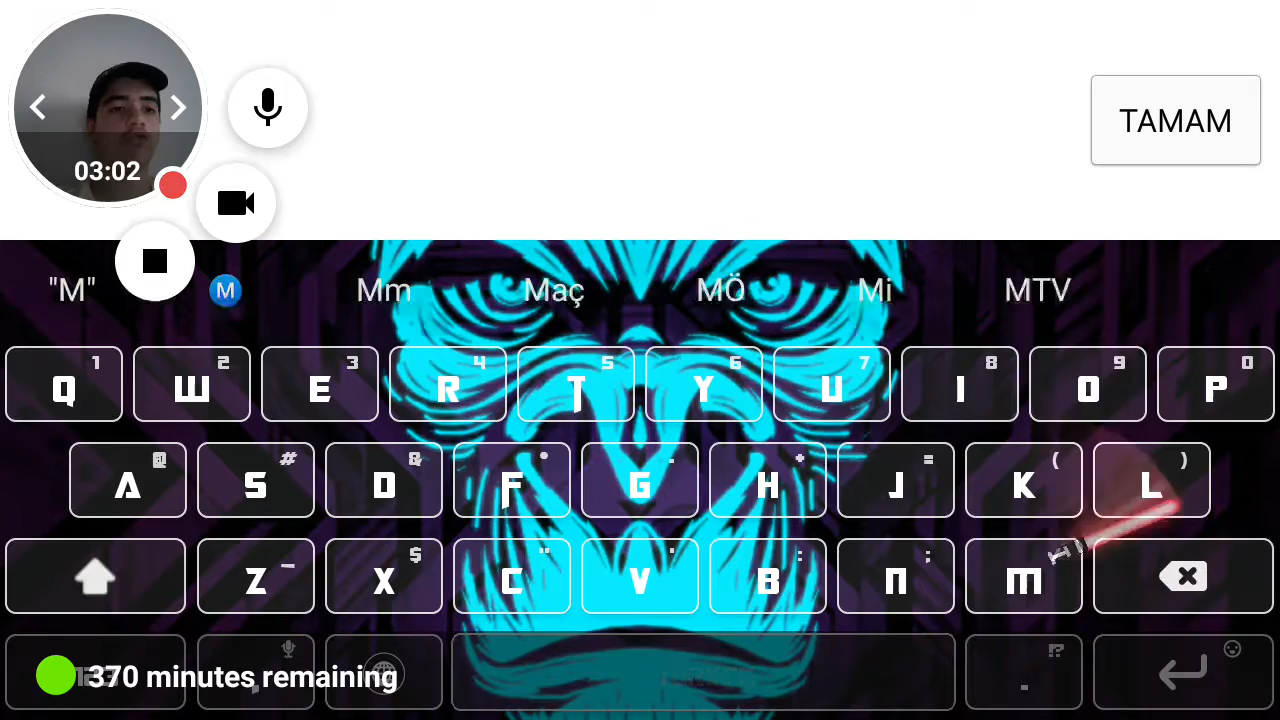 TAMAM
03:02
"M" M Mm Maç MÖ Mi MTV
1 2 3 4 5 6 7 8 9 0
Q W E R T Y U I O P
@ # & * - + = ( )
A S D F G H J K L
_ $ " ' : ;
Z X C V B N M
!?
370 minutes remaining
, .